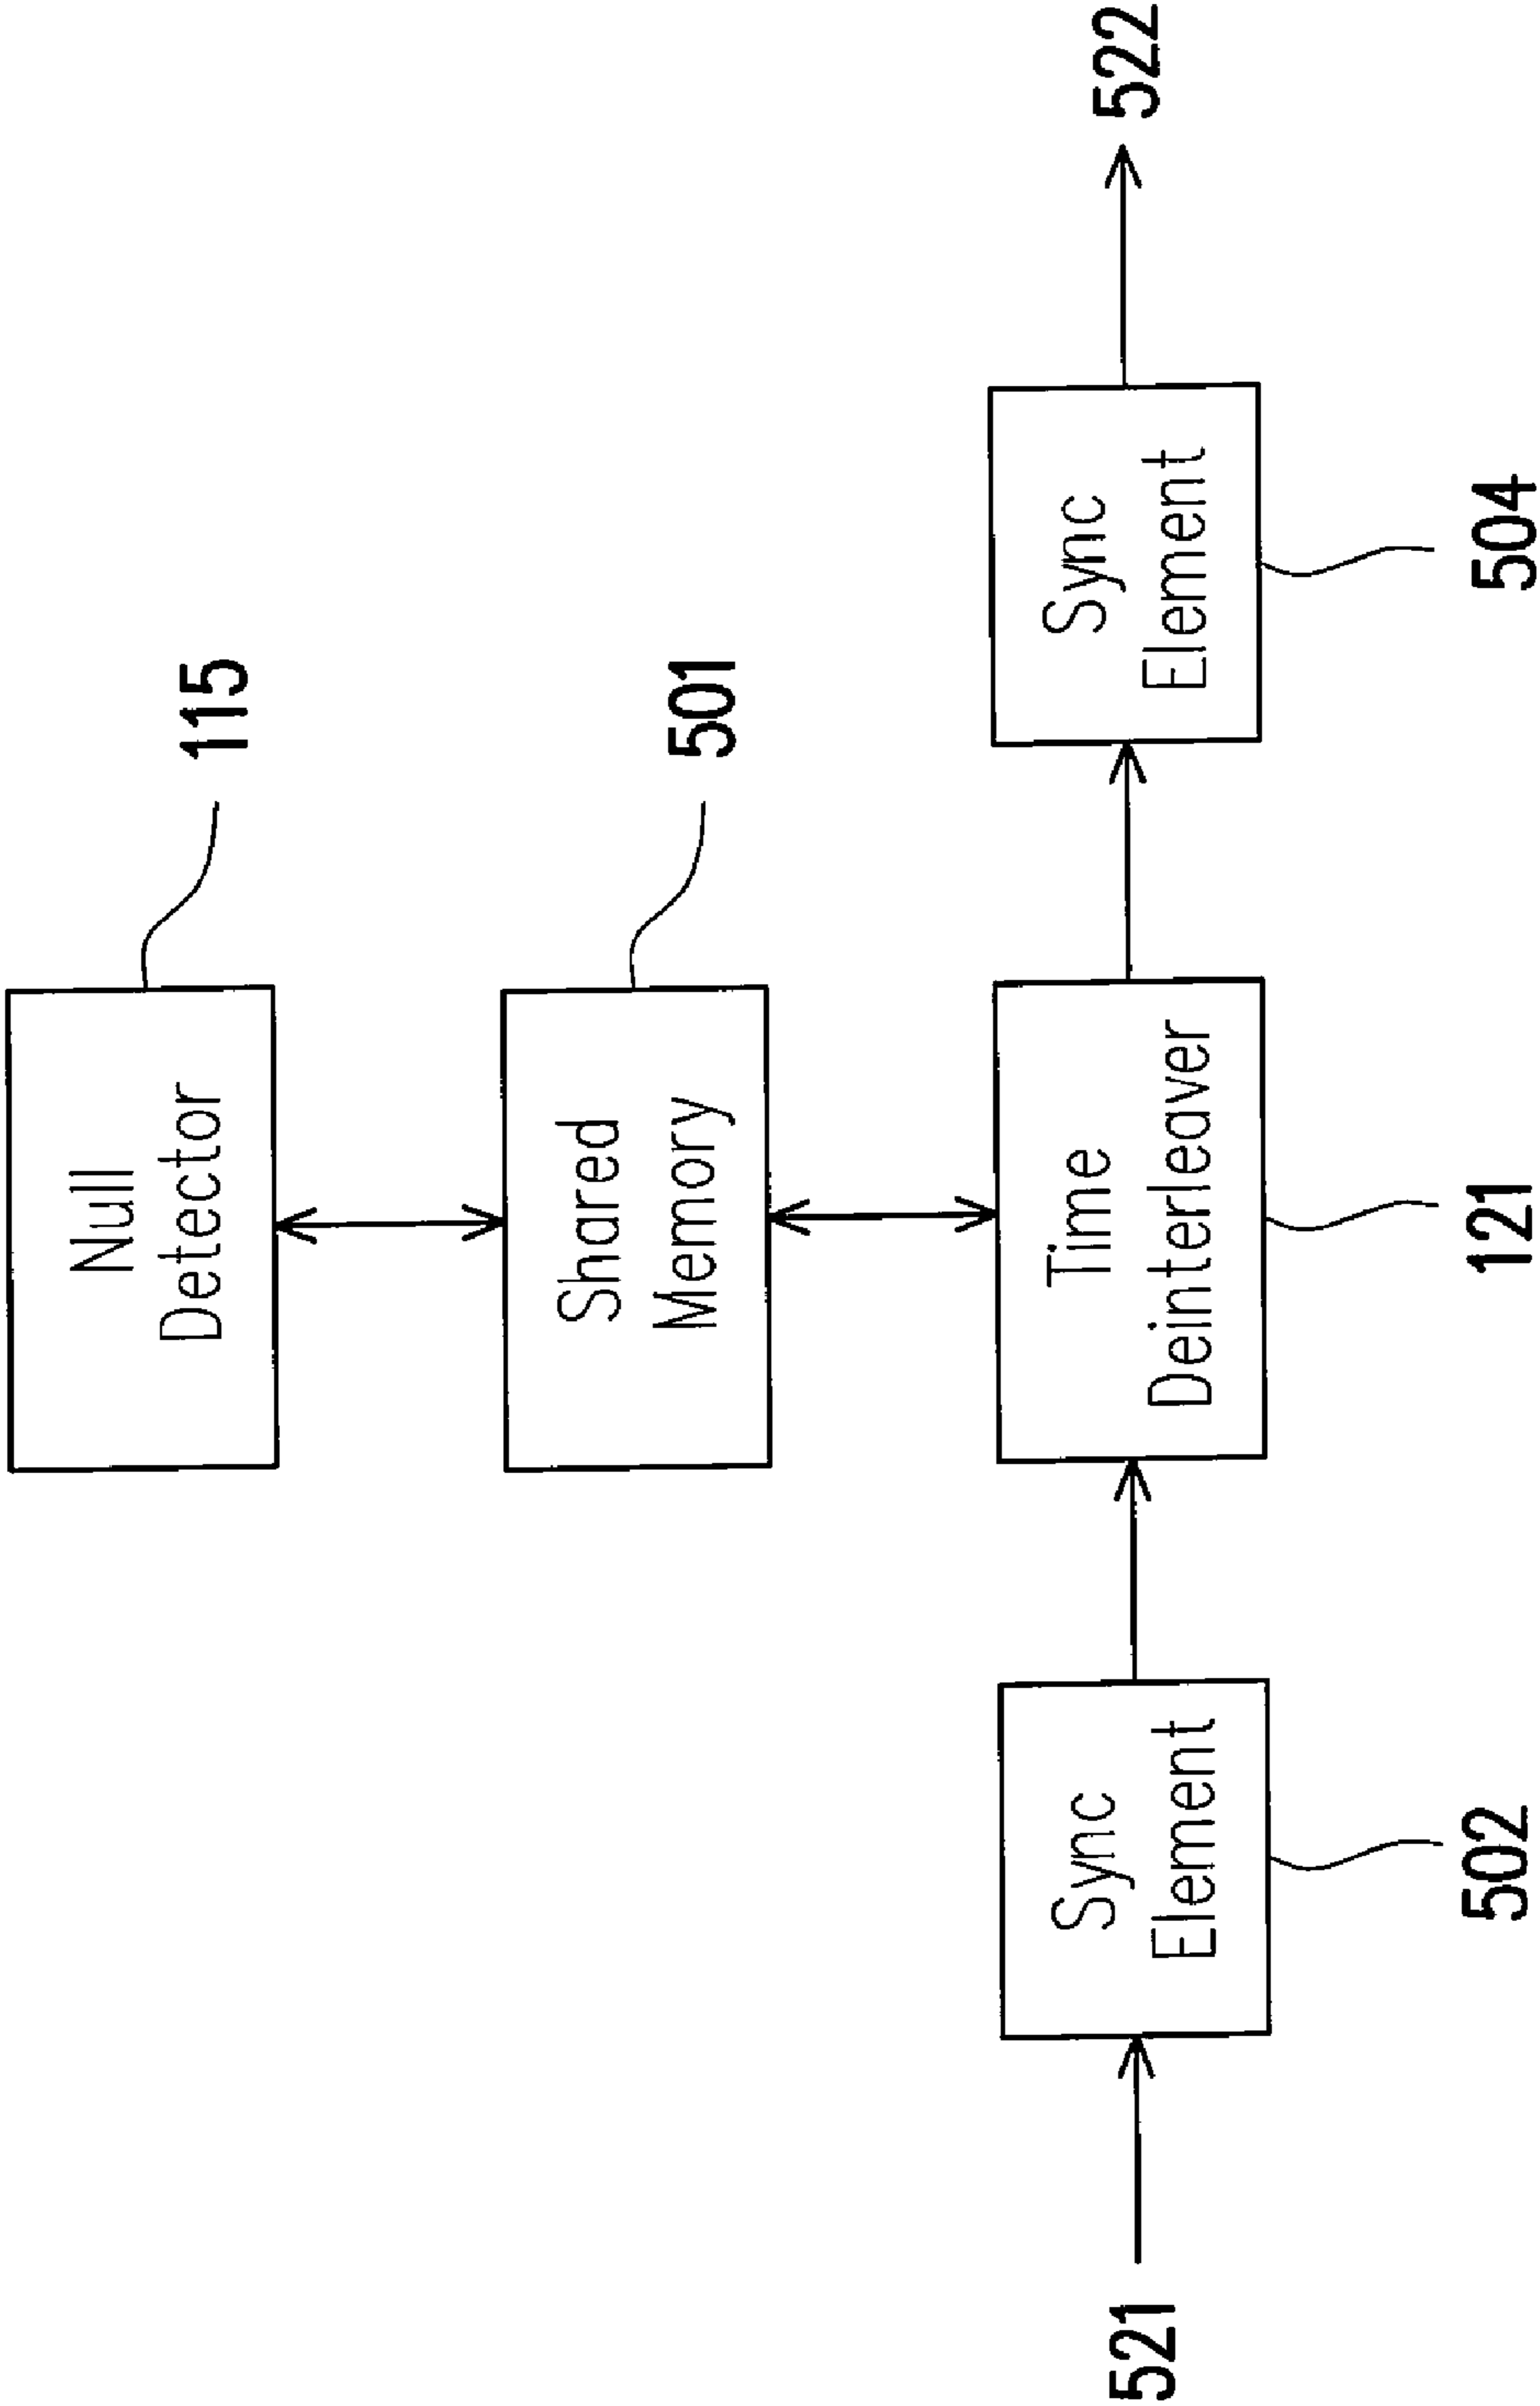 Null
Detector
115
Shared
Memory
501
521
Sync
Element
502
Time
Deinterleaver
121
Sync
Element
504
522